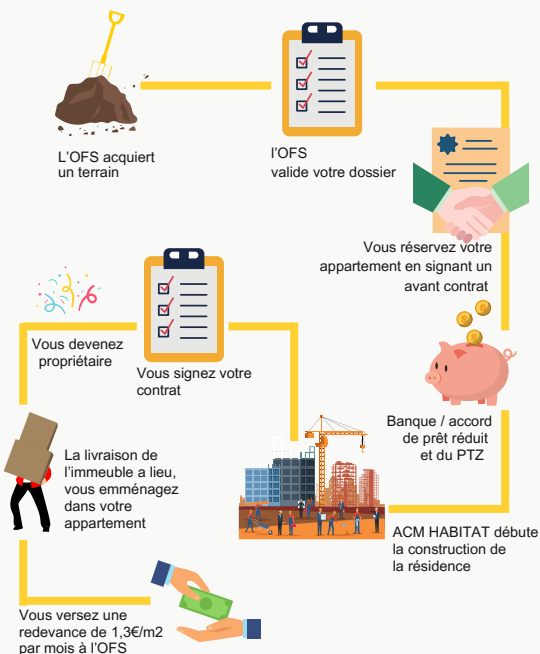 L'OFS acquiert
un terrain
l'OFS
valide votre dossier
Vous réservez votre
appartement en signant un
avant contrat
Banque / accord
de prêt réduit
et du PTZ
ACM HABITAT débute
la construction de
la résidence
Vous signez votre
contrat
Vous devenez
propriétaire
La livraison de
l'immeuble a lieu,
vous emménagez
dans votre
appartement
Vous versez une
redevance de 1,3€/m2
par mois à l'OFS